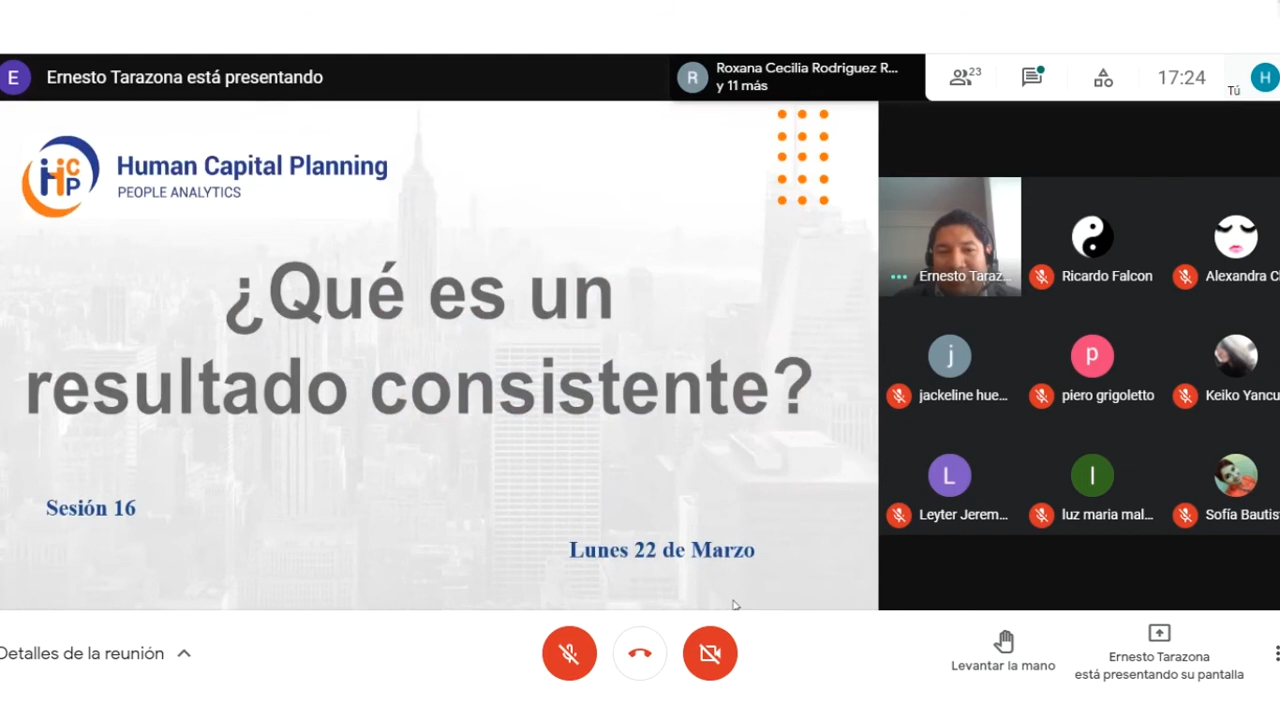 E
Ernesto Tarazona está presentando
R
Roxana Cecilia Rodriguez R...
y 11 más
23
17:24
Tú
H
HCP
Human Capital Planning
PEOPLE ANALYTICS
¿Qué es un
resultado consistente?
Sesión 16
Lunes 22 de Marzo
Ernesto Taraz...
Ricardo Falcon
Alexandra C
j
p
jackeline hue...
piero grigoletto
Keiko Yancu
L
l
Leyter Jerem...
luz maria mal...
Sofía Bautis
Detalles de la reunión
Levantar la mano
Ernesto Tarazona
está presentando su pantalla